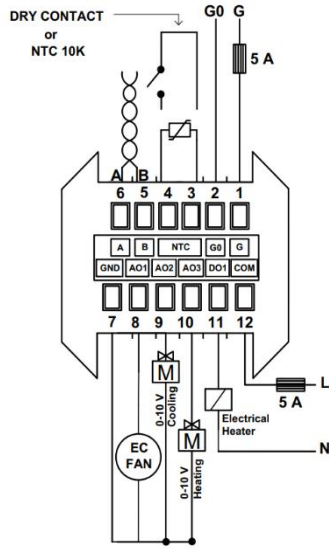 DRY CONTACT
or
NTC 10K
G0 G
5 A
A B
6 5 4 3 2 1
A B NTC G0 G
GND AO1 AO2 AO3 DO1 COM
7 8 9 10 11 12
M
0-10 V
Cooling
5 A
L
Electrical
Heater
EC
FAN
M
0-10 V
Heating
N